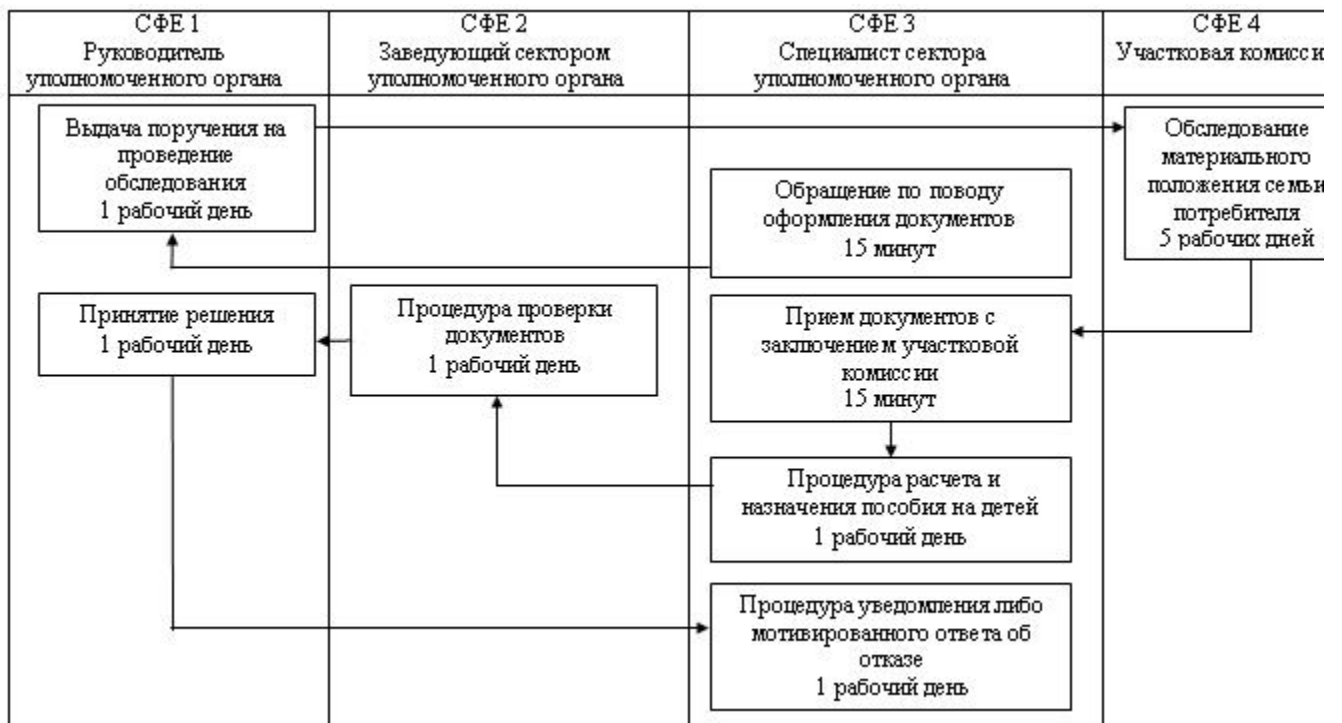 СФЕ 1
Руководитель
уполномоченного органа
СФЕ 2
Заведующий сектором
уполномоченного органа
СФЕ 3
Специалист сектора
уполномоченного органа
СФЕ 4
Участковая комисси
Выдача поручения на
проведение
обследования
1 рабочий день
Обследование
материального
положения семьи
потребителя
5 рабочих дней
Обращение по поводу
оформления документов
15 минут
Принятие решения
1 рабочий день
Процедура проверки
документов
1 рабочий день
Прием документов с
заключением участковой
комиссии
15 минут
Процедура расчета и
назначения пособия на детей
1 рабочий день
Процедура уведомления либо
мотивированного ответа об
отказе
1 рабочий день